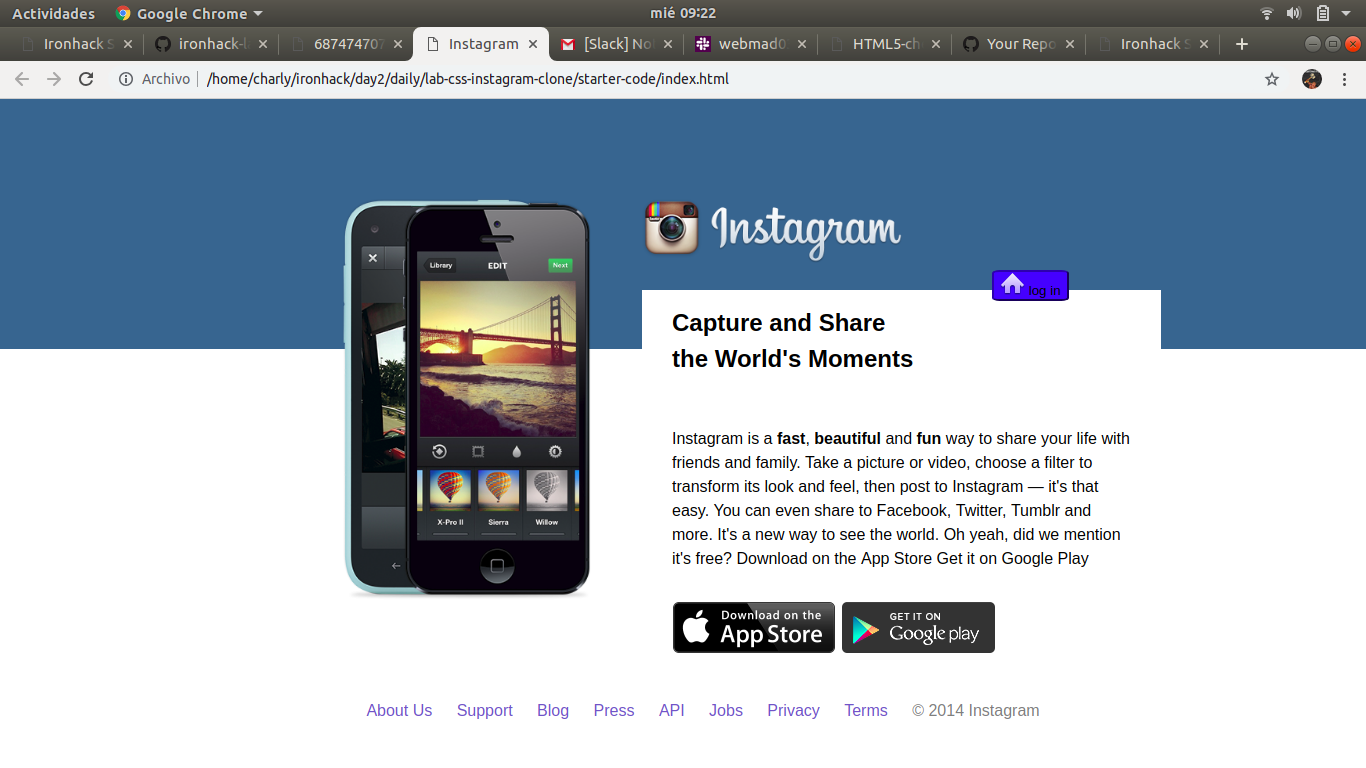 Actividades Google Chrome mié 09:22
Ironhack S ironhack-l 687474707 Instagram [Slack] No webmad0 HTML5-ch Your Repo Ironhack S
Archivo /home/charly/ironhack/day2/daily/lab-css-instagram-clone/starter-code/index.html
Instagram
log in
Library EDIT Next
X-Pro II Sierra Willow
Capture and Share
the World's Moments
Instagram is a fast, beautiful and fun way to share your life with
friends and family. Take a picture or video, choose a filter to
transform its look and feel, then post to Instagram — it's that
easy. You can even share to Facebook, Twitter, Tumblr and
more. It's a new way to see the world. Oh yeah, did we mention
it's free? Download on the App Store Get it on Google Play
Download on the
App Store
GET IT ON
Google play
About Us Support Blog Press API Jobs Privacy Terms © 2014 Instagram